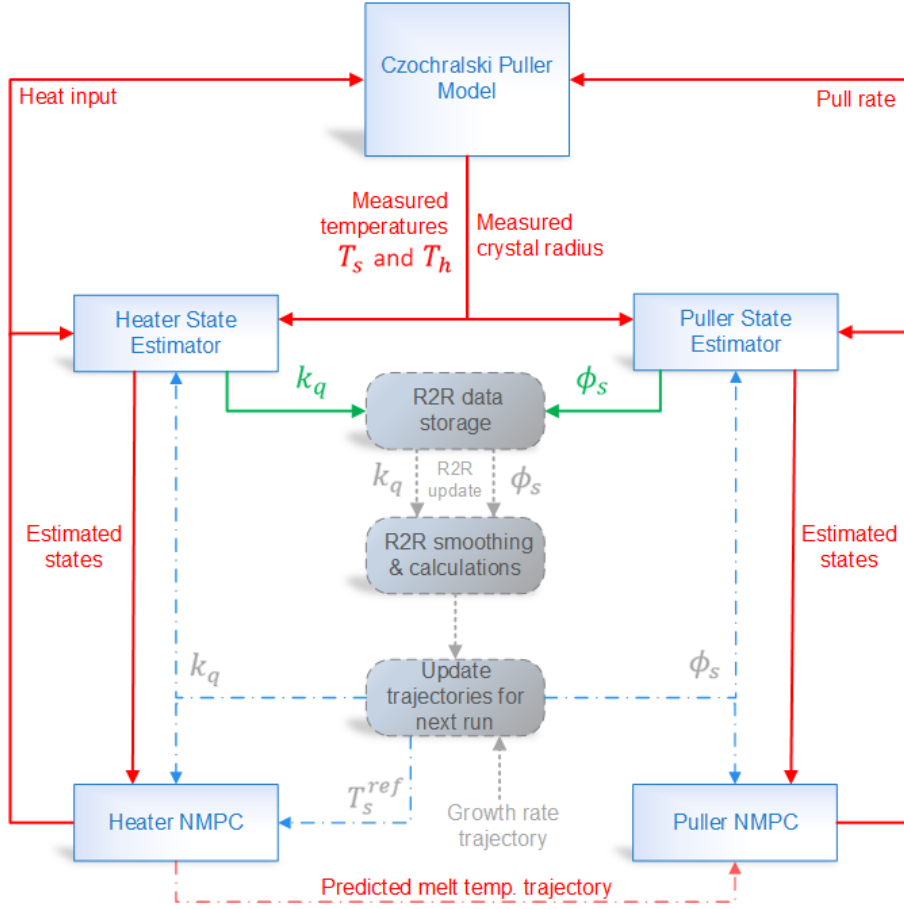 Czochralski Puller
Model
Heat input
Pull rate
Measured
temperatures
T_s and T_h
Measured
crystal radius
Heater State
Estimator
Puller State
Estimator
k_q
ϕ_s
R2R data
storage
k_q
R2R
update
ϕ_s
R2R smoothing
& calculations
Estimated
states
Estimated
states
k_q
ϕ_s
Update
trajectories for
next run
T_s^{ref}
Growth rate
trajectory
Heater NMPC
Puller NMPC
Predicted melt temp. trajectory